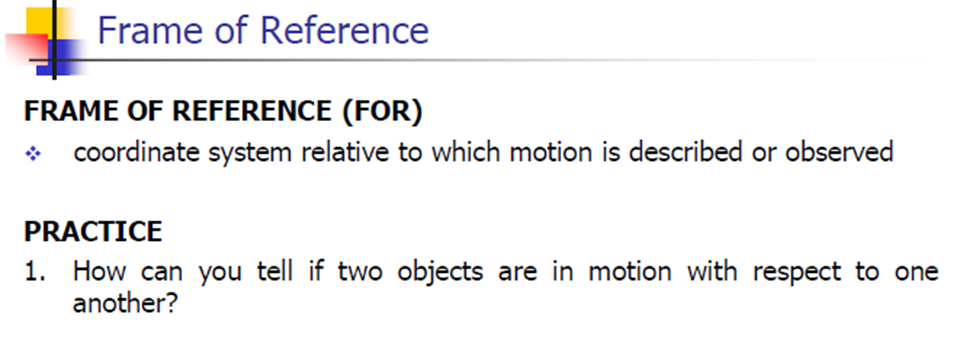 Frame of Reference
FRAME OF REFERENCE (FOR)
❖ coordinate system relative to which motion is described or observed
PRACTICE
1. How can you tell if two objects are in motion with respect to one
another?